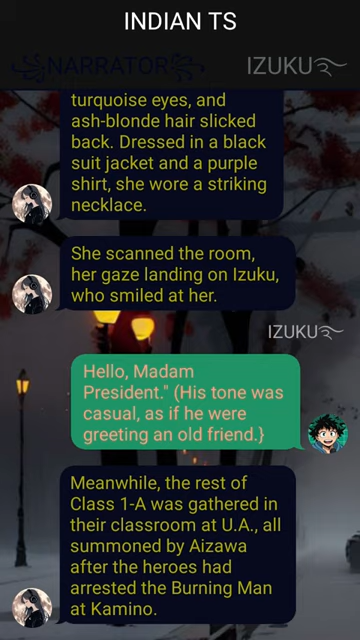 INDIAN TS
NARRATOR
IZUKU
turquoise eyes, and
ash-blonde hair slicked
back. Dressed in a black
suit jacket and a purple
shirt, she wore a striking
necklace.
She scanned the room,
her gaze landing on Izuku,
who smiled at her.
IZUKU
Hello, Madam
President." (His tone was
casual, as if he were
greeting an old friend.}
Meanwhile, the rest of
Class 1-A was gathered in
their classroom at U.A., all
summoned by Aizawa
after the heroes had
arrested the Burning Man
at Kamino.